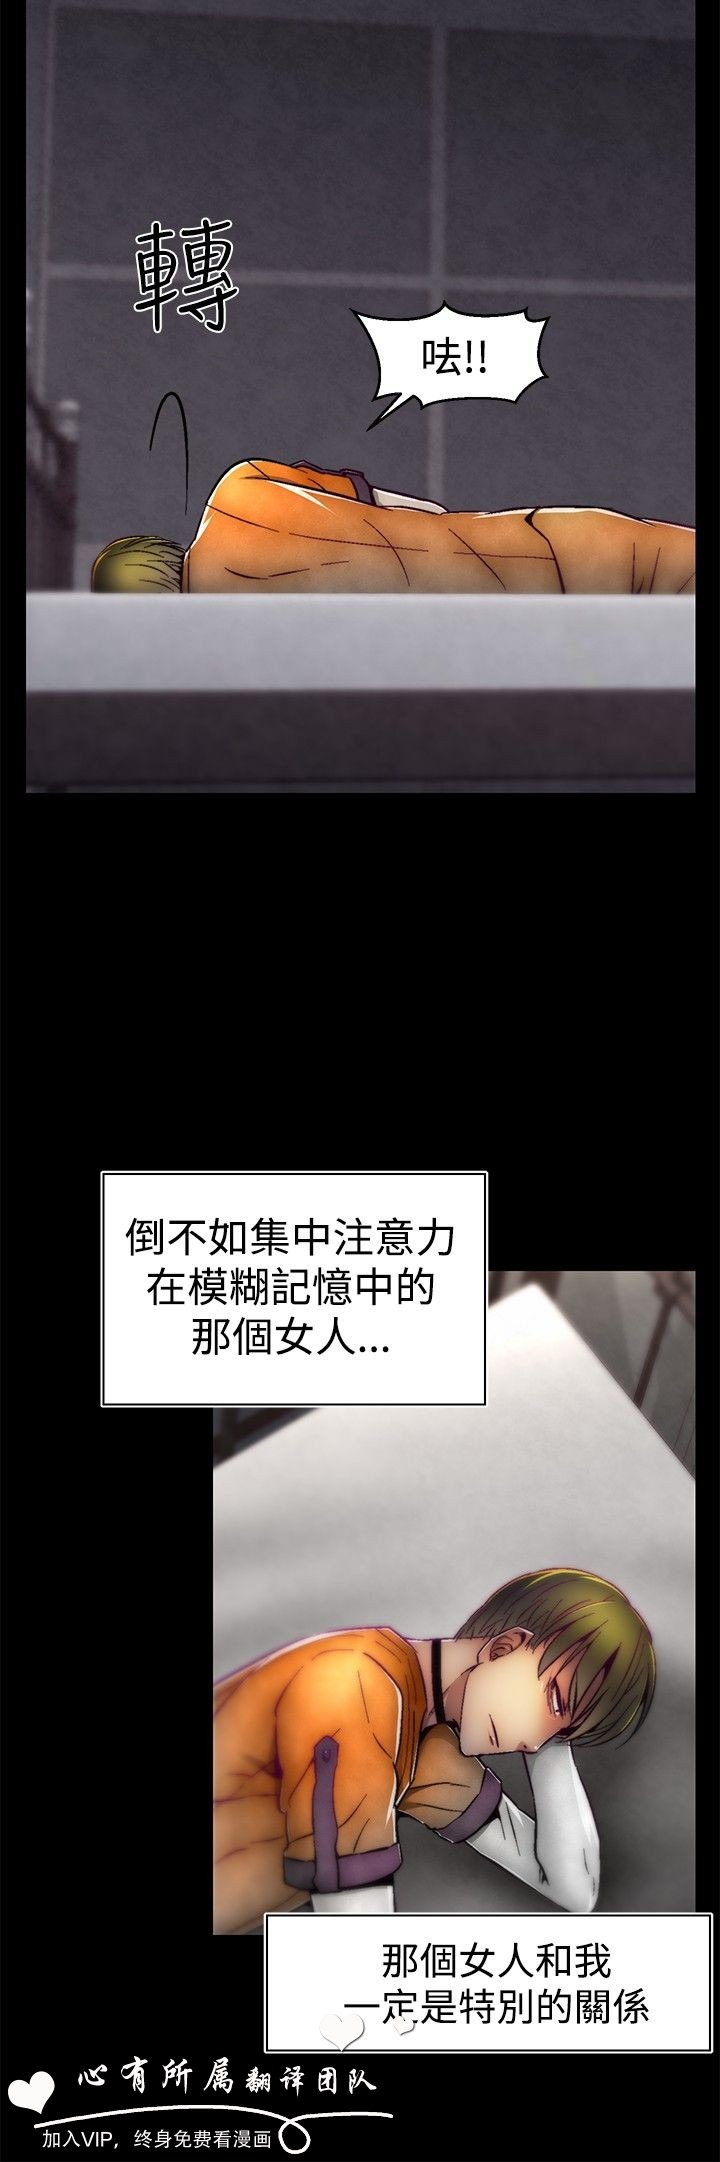 轉
呿!!
倒不如集中注意力
在模糊記憶中的
那個女人...
那個女人和我
一定是特別的關係
心有所属翻译团队
加入VIP，终身免费看漫画